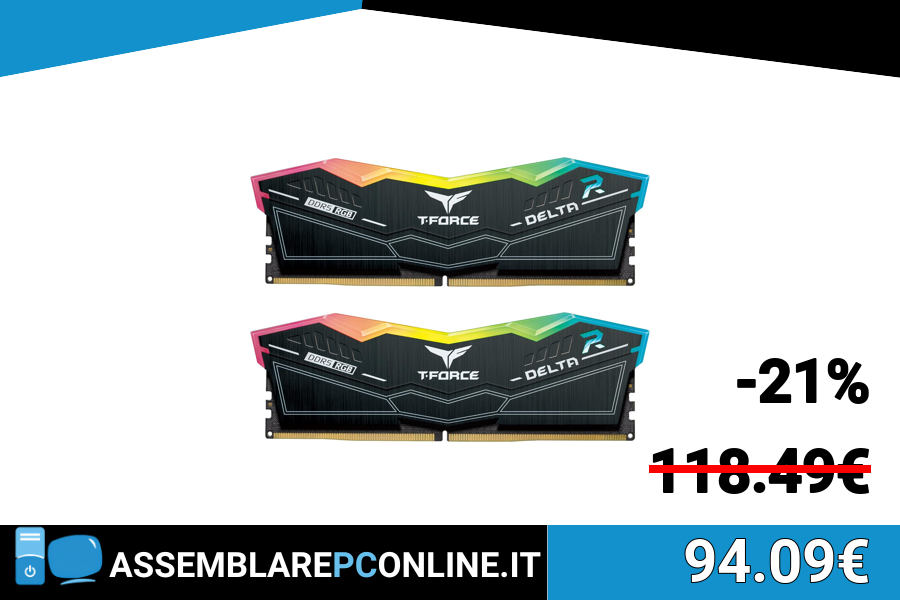 DDR5 RGB
T-FORCE
DELTA R
DDR5 RGB
T-FORCE
DELTA R
-21%
118.49€
ASSEMBLAREPCONLINE.IT
94.09€